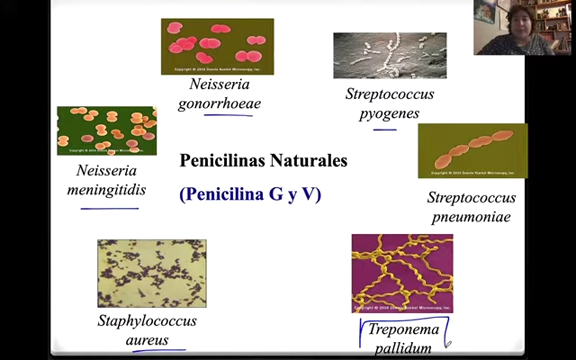 Neisseria
gonorrhoeae
Streptococcus
pyogenes
Neisseria
meningitidis
Penicilinas Naturales
(Penicilina G y V)
Streptococcus
pneumoniae
Staphylococcus
aureus
Treponema
pallidum